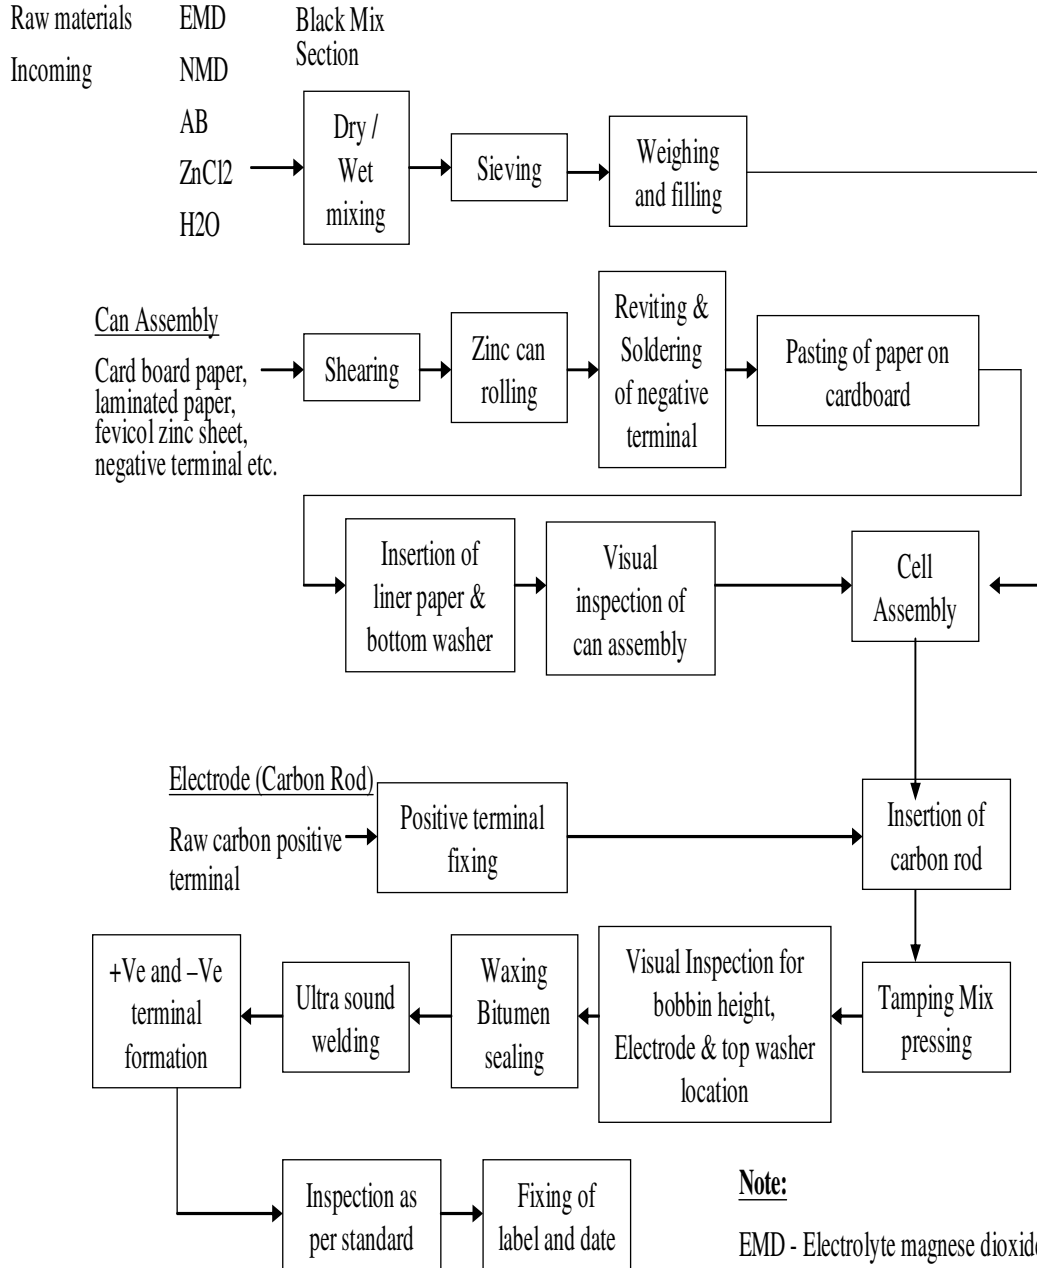 Raw materials
Incoming
EMD
NMD
AB
ZnCl2
H2O
Black Mix
Section
Dry /
Wet
mixing
Sieving
Weighing
and filling
Can Assembly
Card board paper,
laminated paper,
fevicol zinc sheet,
negative terminal etc.
Shearing
Zinc can
rolling
Reviting &
Soldering
of negative
terminal
Pasting of paper on
cardboard
Insertion of
liner paper &
bottom washer
Visual
inspection of
can assembly
Cell
Assembly
Electrode (Carbon Rod)
Raw carbon positive
terminal
Positive terminal
fixing
Insertion of
carbon rod
+Ve and –Ve
terminal
formation
Ultra sound
welding
Waxing
Bitumen
sealing
Visual Inspection for
bobbin height,
Electrode & top washer
location
Tamping Mix
pressing
Inspection as
per standard
Fixing of
label and date
Note:
EMD - Electrolyte magnese dioxide